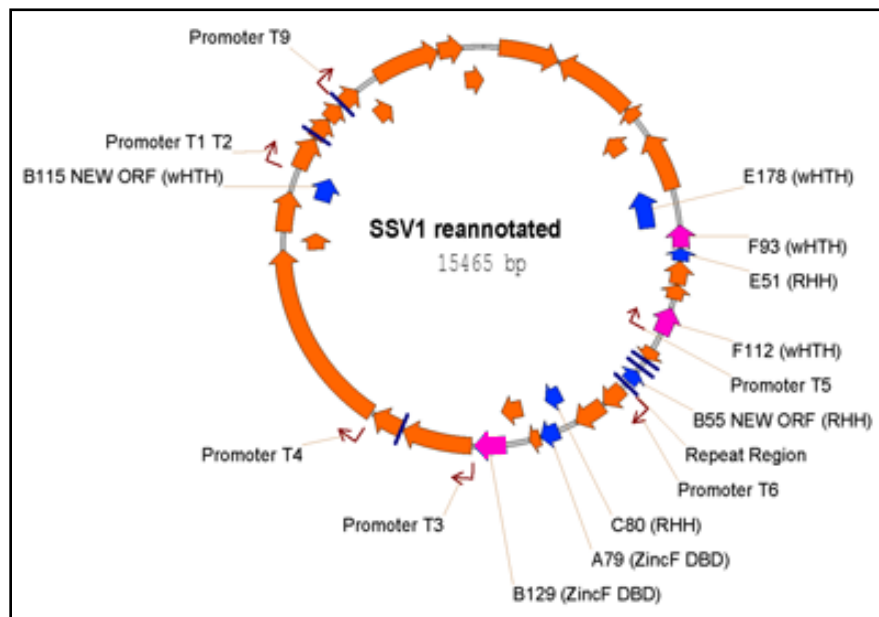 Promoter T9
Promoter T1 T2
B115 NEW ORF (wHTH)
SSV1 reannotated
15465 bp
E178 (wHTH)
F93 (wHTH)
E51 (RHH)
F112 (wHTH)
Promoter T5
B55 NEW ORF (RHH)
Repeat Region
Promoter T6
Promoter T4
Promoter T3
C80 (RHH)
A79 (ZincF DBD)
B129 (ZincF DBD)